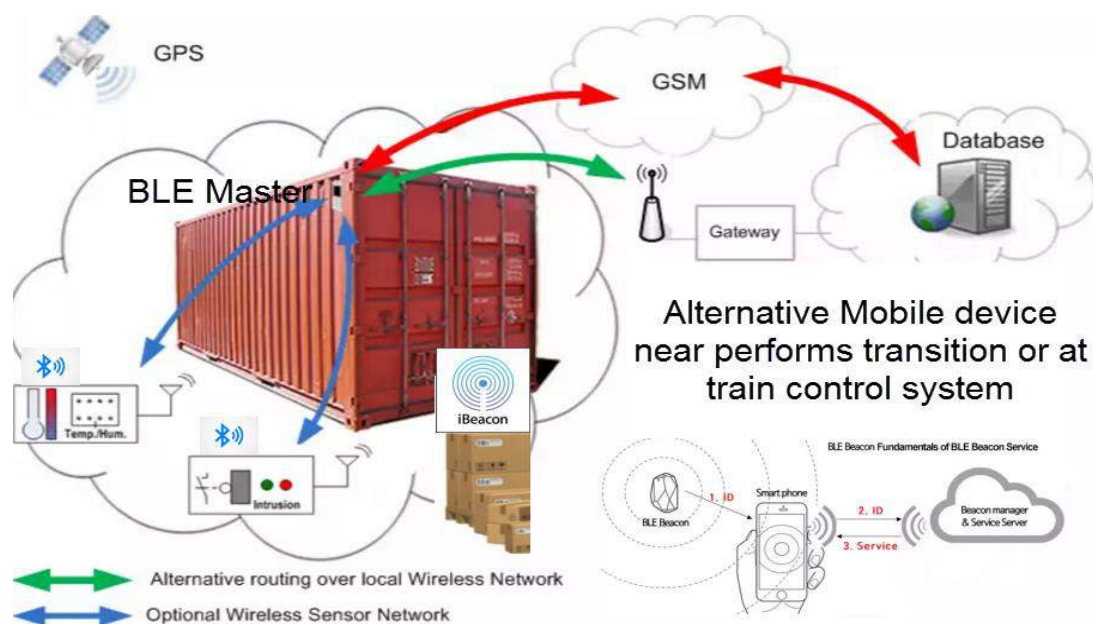 GPS
GSM
Database
BLE Master
Gateway
Alternative Mobile device
near performs transition or at
train control system
iBeacon
Temp./Hum.
Intrusion
BLE Beacon Fundamentals of BLE Beacon Service
1. ID
Smart phone
BLE Beacon
2. ID
3. Service
Beacon manager
& Service Server
Alternative routing over local Wireless Network
Optional Wireless Sensor Network